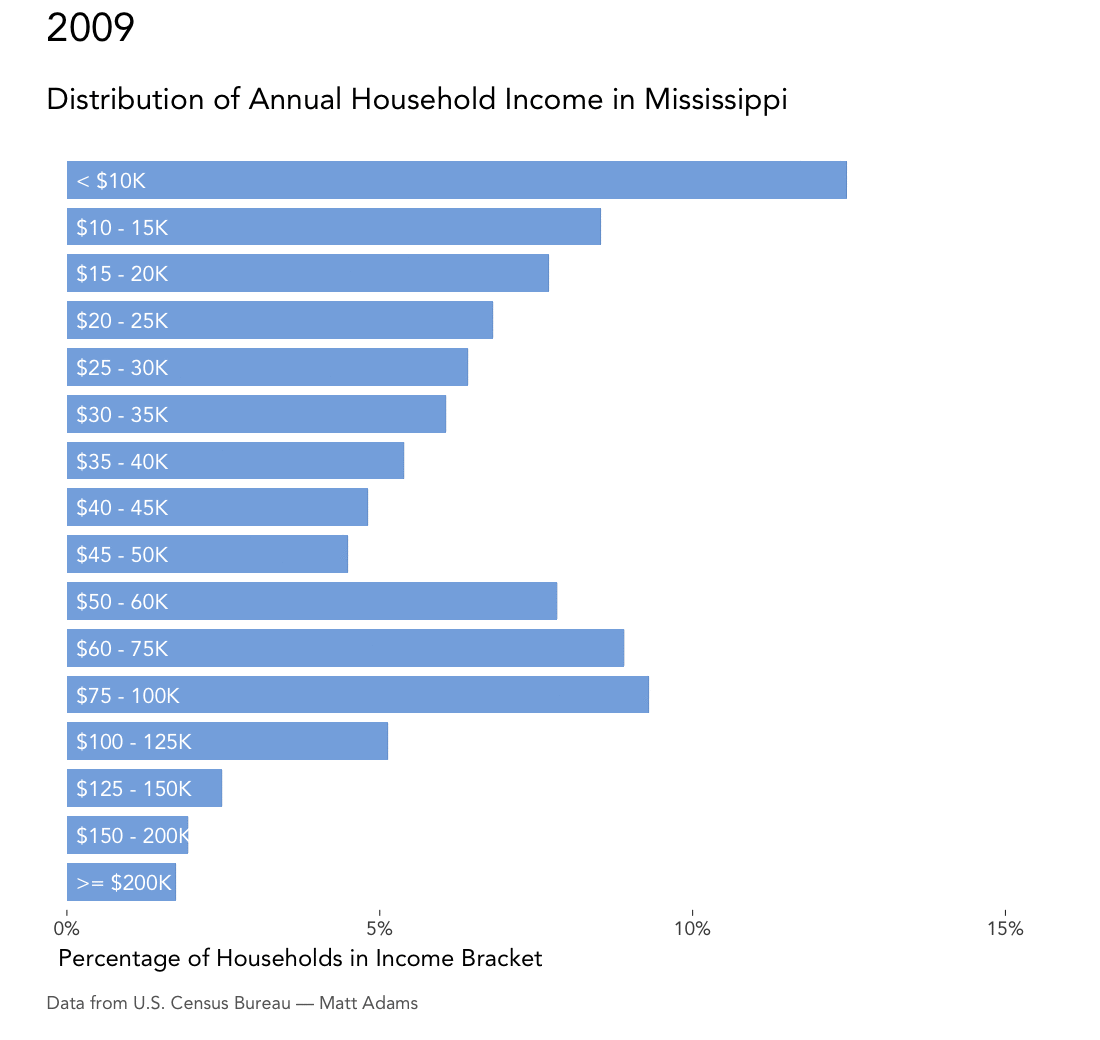 2009
Distribution of Annual Household Income in Mississippi
< $10K
$10 - 15K
$15 - 20K
$20 - 25K
$25 - 30K
$30 - 35K
$35 - 40K
$40 - 45K
$45 - 50K
$50 - 60K
$60 - 75K
$75 - 100K
$100 - 125K
$125 - 150K
$150 - 200K
>= $200K
0% 5% 10% 15%
Percentage of Households in Income Bracket
Data from U.S. Census Bureau — Matt Adams